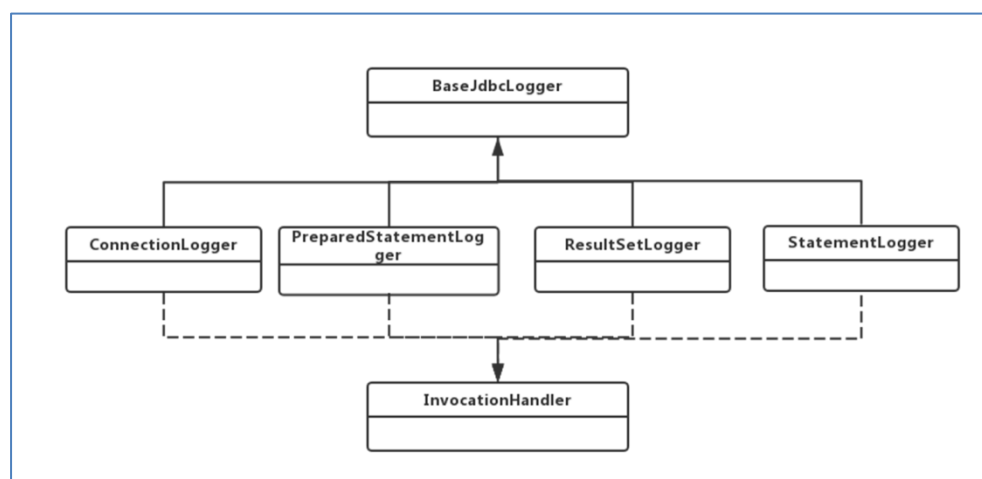 BaseJdbcLogger
ConnectionLogger
PreparedStatementLog
ger
ResultSetLogger
StatementLogger
InvocationHandler